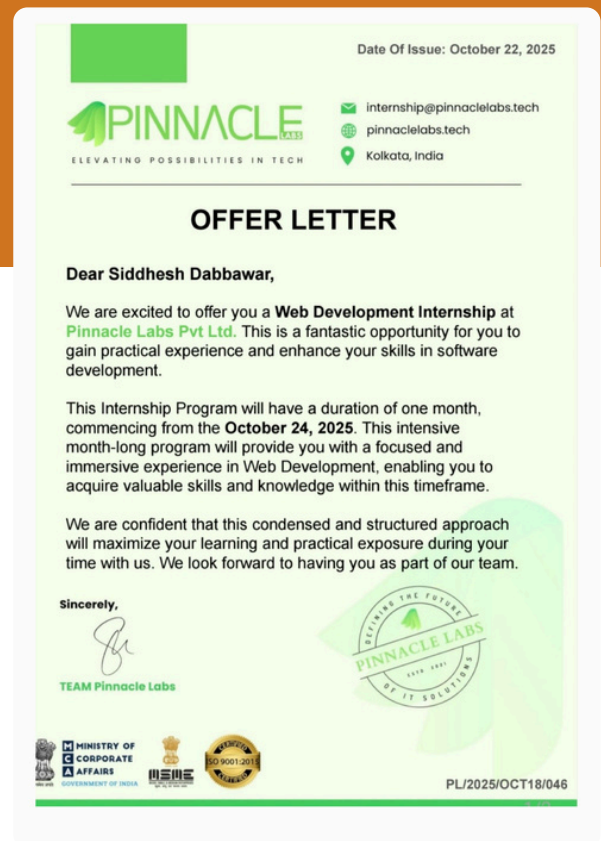 Date Of Issue: October 22, 2025
PINNACLE
LABS
ELEVATING POSSIBILITIES IN TECH
internship@pinnaclelabs.tech
pinnaclelabs.tech
Kolkata, India
OFFER LETTER
Dear Siddhesh Dabbawar,
We are excited to offer you a Web Development Internship at
Pinnacle Labs Pvt Ltd. This is a fantastic opportunity for you to
gain practical experience and enhance your skills in software
development.
This Internship Program will have a duration of one month,
commencing from the October 24, 2025. This intensive
month-long program will provide you with a focused and
immersive experience in Web Development, enabling you to
acquire valuable skills and knowledge within this timeframe.
We are confident that this condensed and structured approach
will maximize your learning and practical exposure during your
time with us. We look forward to having you as part of our team.
Sincerely,
TEAM Pinnacle Labs
DEFINING THE FUTURE
PINNACLE LABS
OF IT SOLUTIONS
MCA
MINISTRY OF
CORPORATE
AFFAIRS
GOVERNMENT OF INDIA
MSME
CERTIFIED
ISO 9001:2015
CERTIFIED
PL/2025/OCT18/046